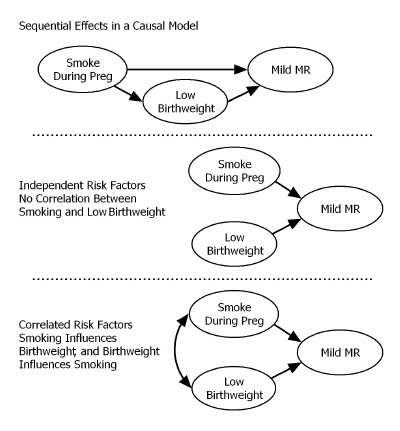 Sequential Effects in a Causal Model
Smoke
During Preg
Mild MR
Low
Birthweight
Independent Risk Factors
No Correlation Between
Smoking and Low Birthweight
Smoke
During Preg
Mild MR
Low
Birthweight
Correlated Risk Factors
Smoking Influences
Birthweight, and Birthweight
Influences Smoking
Smoke
During Preg
Mild MR
Low
Birthweight